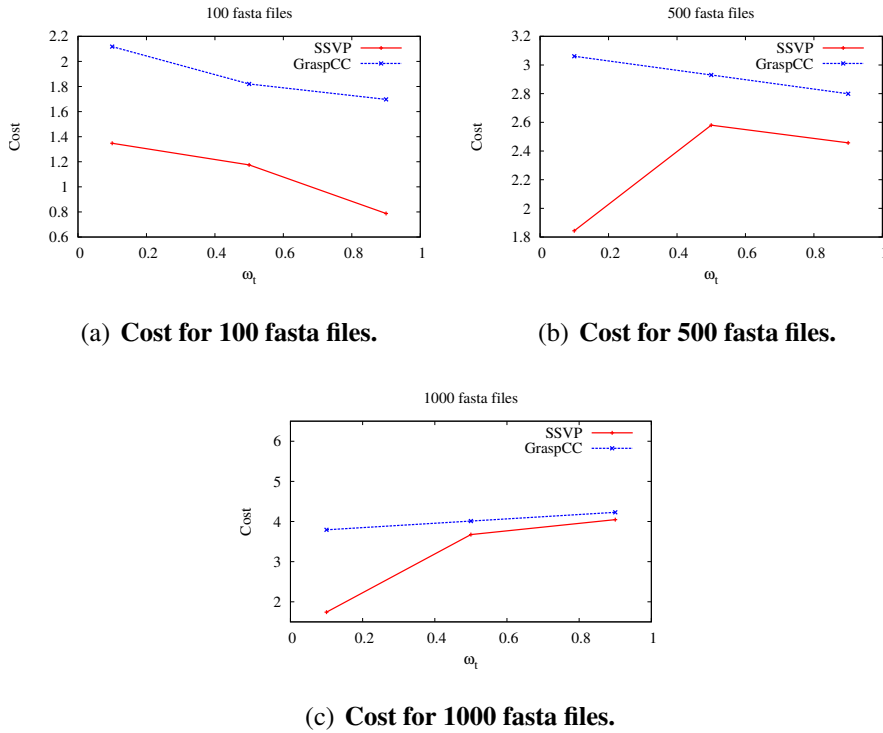 100 fasta files
2.2
2
1.8
1.6
1.4
1.2
1
0.8
0.6
0 0.2 0.4 0.6 0.8 1
Cost
ω_t
SSVP
GraspCC
(a) Cost for 100 fasta files.
500 fasta files
3.2
3
2.8
2.6
2.4
2.2
2
1.8
0 0.2 0.4 0.6 0.8 1
Cost
ω_t
SSVP
GraspCC
(b) Cost for 500 fasta files.
1000 fasta files
6
5
4
3
2
0 0.2 0.4 0.6 0.8 1
Cost
ω_t
SSVP
GraspCC
(c) Cost for 1000 fasta files.